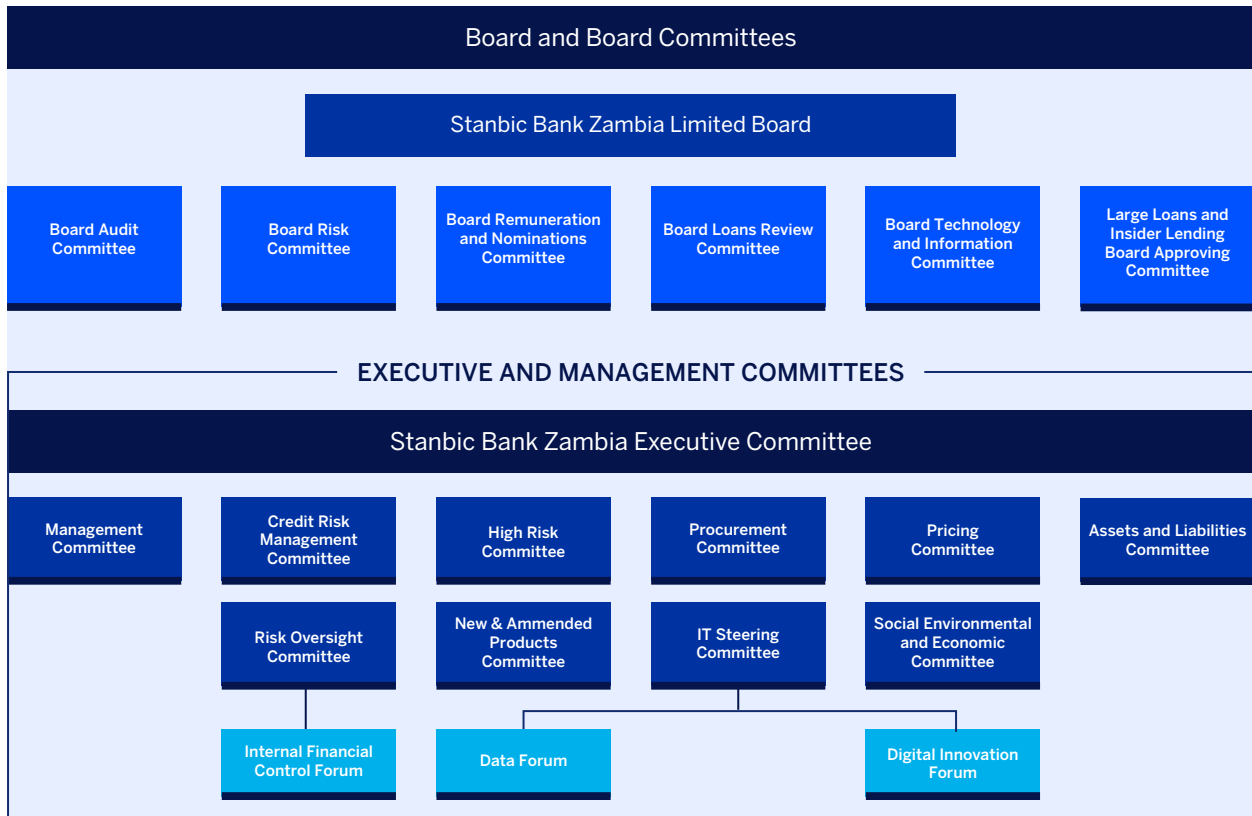 Board and Board Committees
Stanbic Bank Zambia Limited Board
Board Audit
Committee
Board Risk
Committee
Board Remuneration
and Nominations
Committee
Board Loans Review
Committee
Board Technology
and Information
Committee
Large Loans and
Insider Lending
Board Approving
Committee
EXECUTIVE AND MANAGEMENT COMMITTEES
Stanbic Bank Zambia Executive Committee
Management
Committee
Credit Risk
Management
Committee
High Risk
Committee
Procurement
Committee
Pricing
Committee
Assets and Liabilities
Committee
Risk Oversight
Committee
New & Ammended
Products
Committee
IT Steering
Committee
Social Environmental
and Economic
Committee
Internal Financial
Control Forum
Data Forum
Digital Innovation
Forum